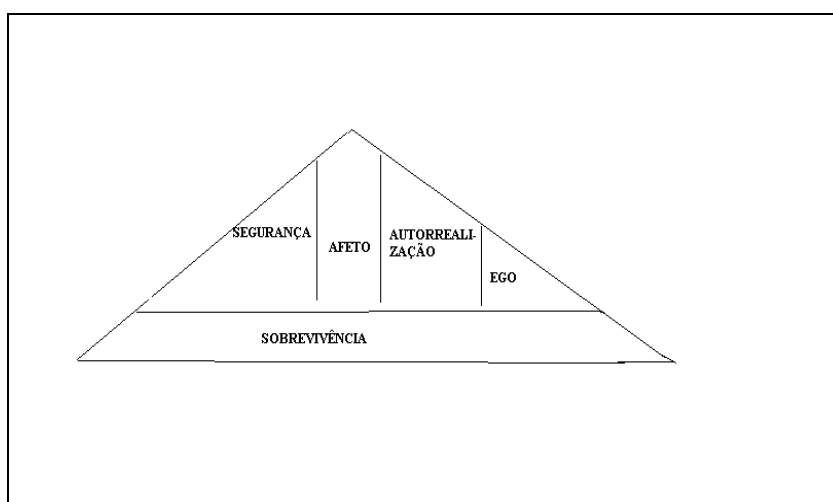 SEGURANÇA
AFETO
AUTORREALI-
ZAÇÃO
EGO
SOBREVIVÊNCIA